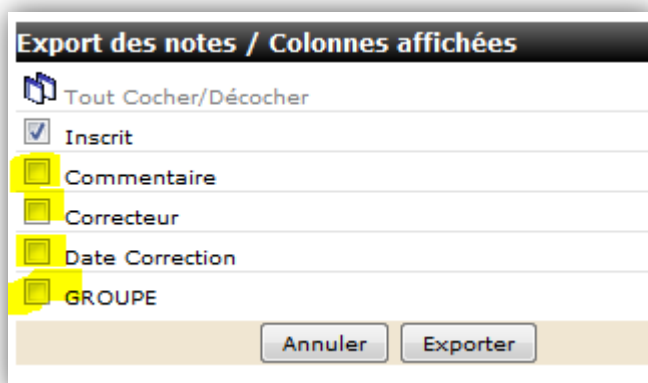 Export des notes / Colonnes affichées
Tout Cocher/Décocher
Inscrit
Commentaire
Correcteur
Date Correction
GROUPE
Annuler Exporter